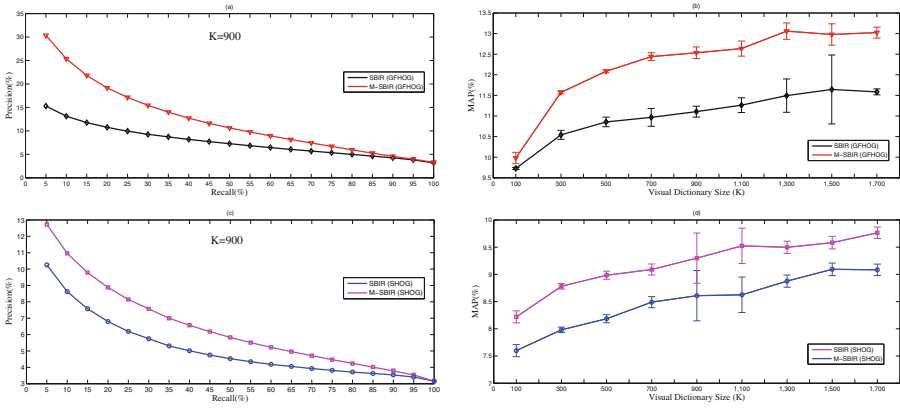 (a)
35
30
25
20
15
10
5
0
Precision(%)
K=900
SBIR (GFHOG)
M-SBIR (GFHOG)
0 5 10 15 20 25 30 35 40 45 50 55 60 65 70 75 80 85 90 95 100
Recall(%)
(b)
13.5
13
12.5
12
11.5
11
10.5
10
9.5
MAP(%)
SBIR (GFHOG)
M-SBIR (GFHOG)
100 300 500 700 900 1,100 1,300 1,500 1,700
Visual Dictionary Size (K)
(c)
13
12
11
10
9
8
7
6
5
4
3
Precision(%)
K=900
SBIR (SHOG)
M-SBIR (SHOG)
0 5 10 15 20 25 30 35 40 45 50 55 60 65 70 75 80 85 90 95 100
Recall(%)
(d)
10
9.5
9
8.5
8
7.5
7
MAP(%)
SBIR (SHOG)
M-SBIR (SHOG)
100 300 500 700 900 1,100 1,300 1,500 1,700
Visual Dictionary Size (K)